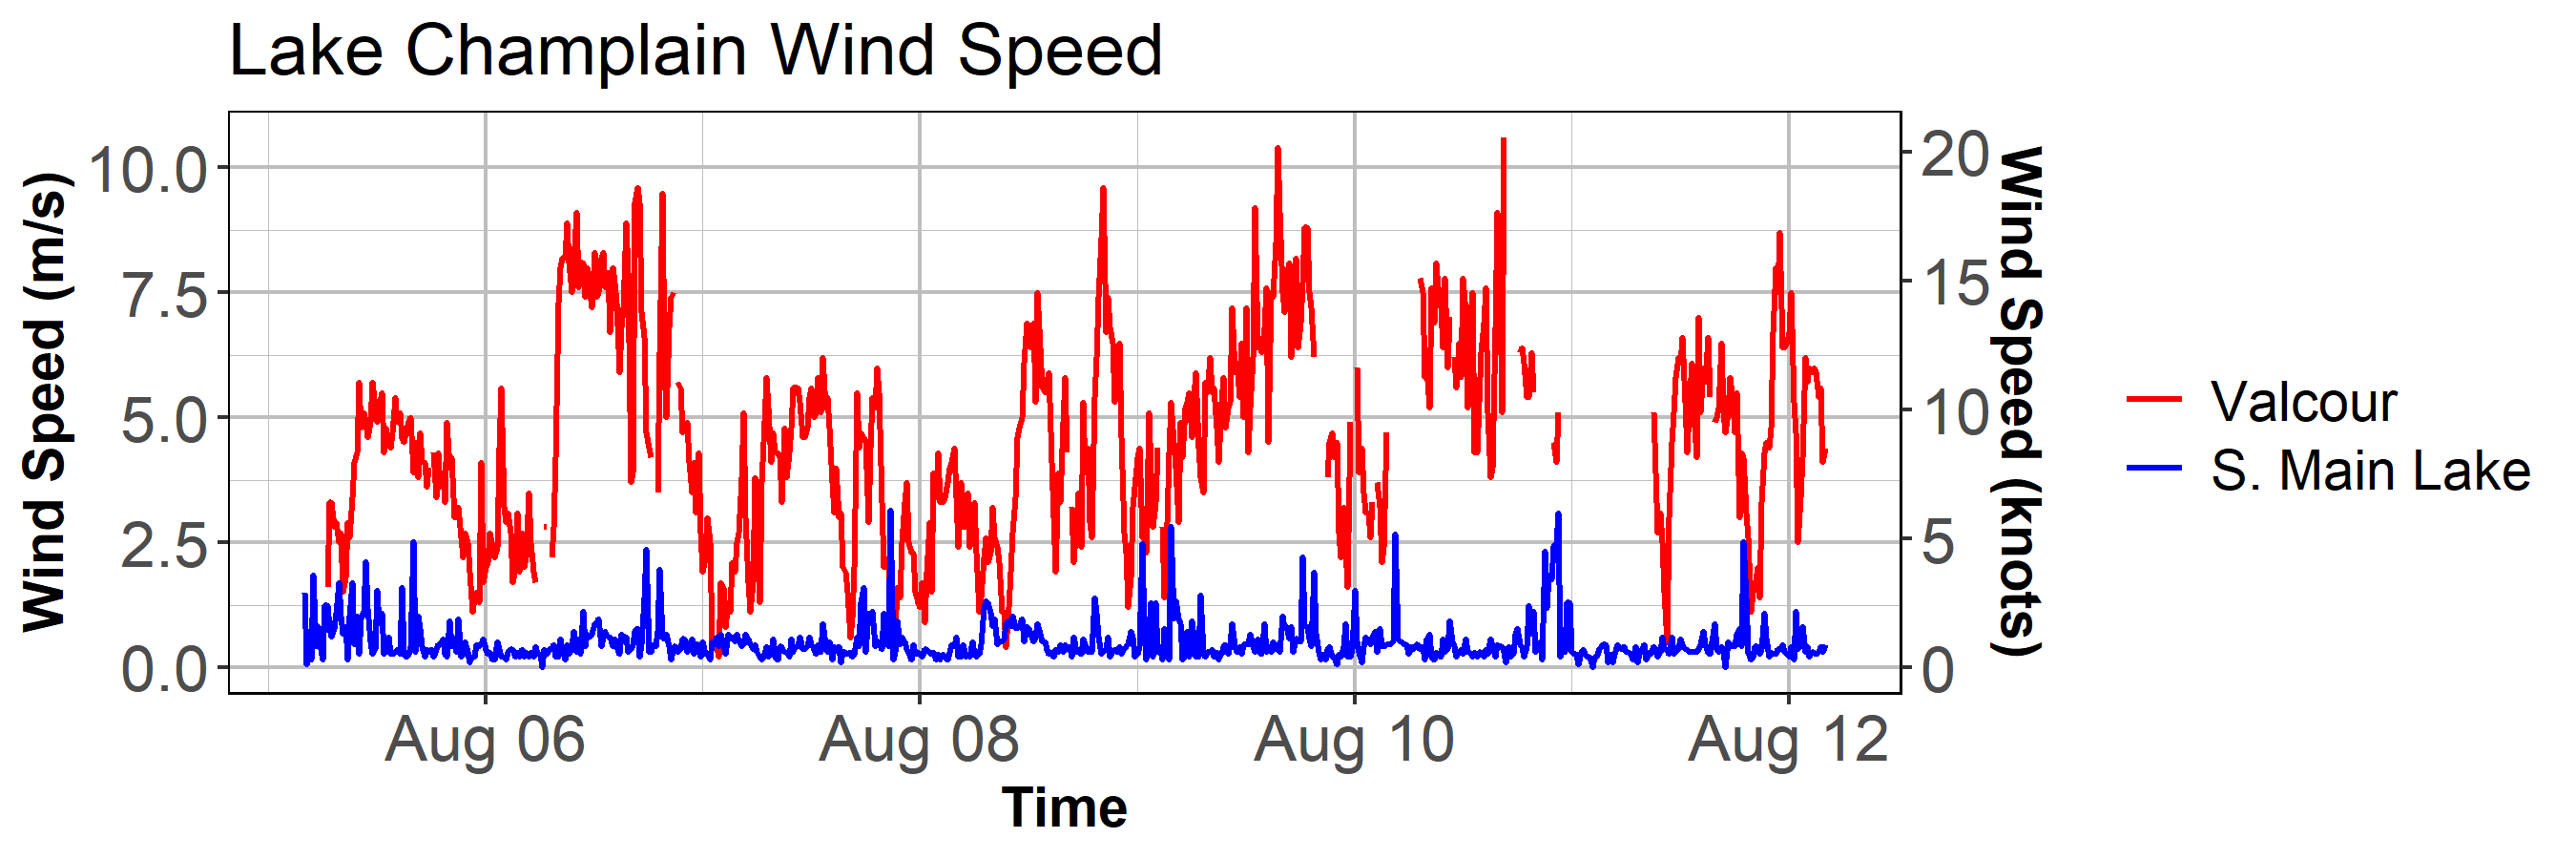 Lake Champlain Wind Speed
Wind Speed (m/s)
10.0
7.5
5.0
2.5
0.0
20
15
10
5
0
Wind Speed (knots)
Aug 06
Aug 08
Aug 10
Aug 12
Time
Valcour
S. Main Lake